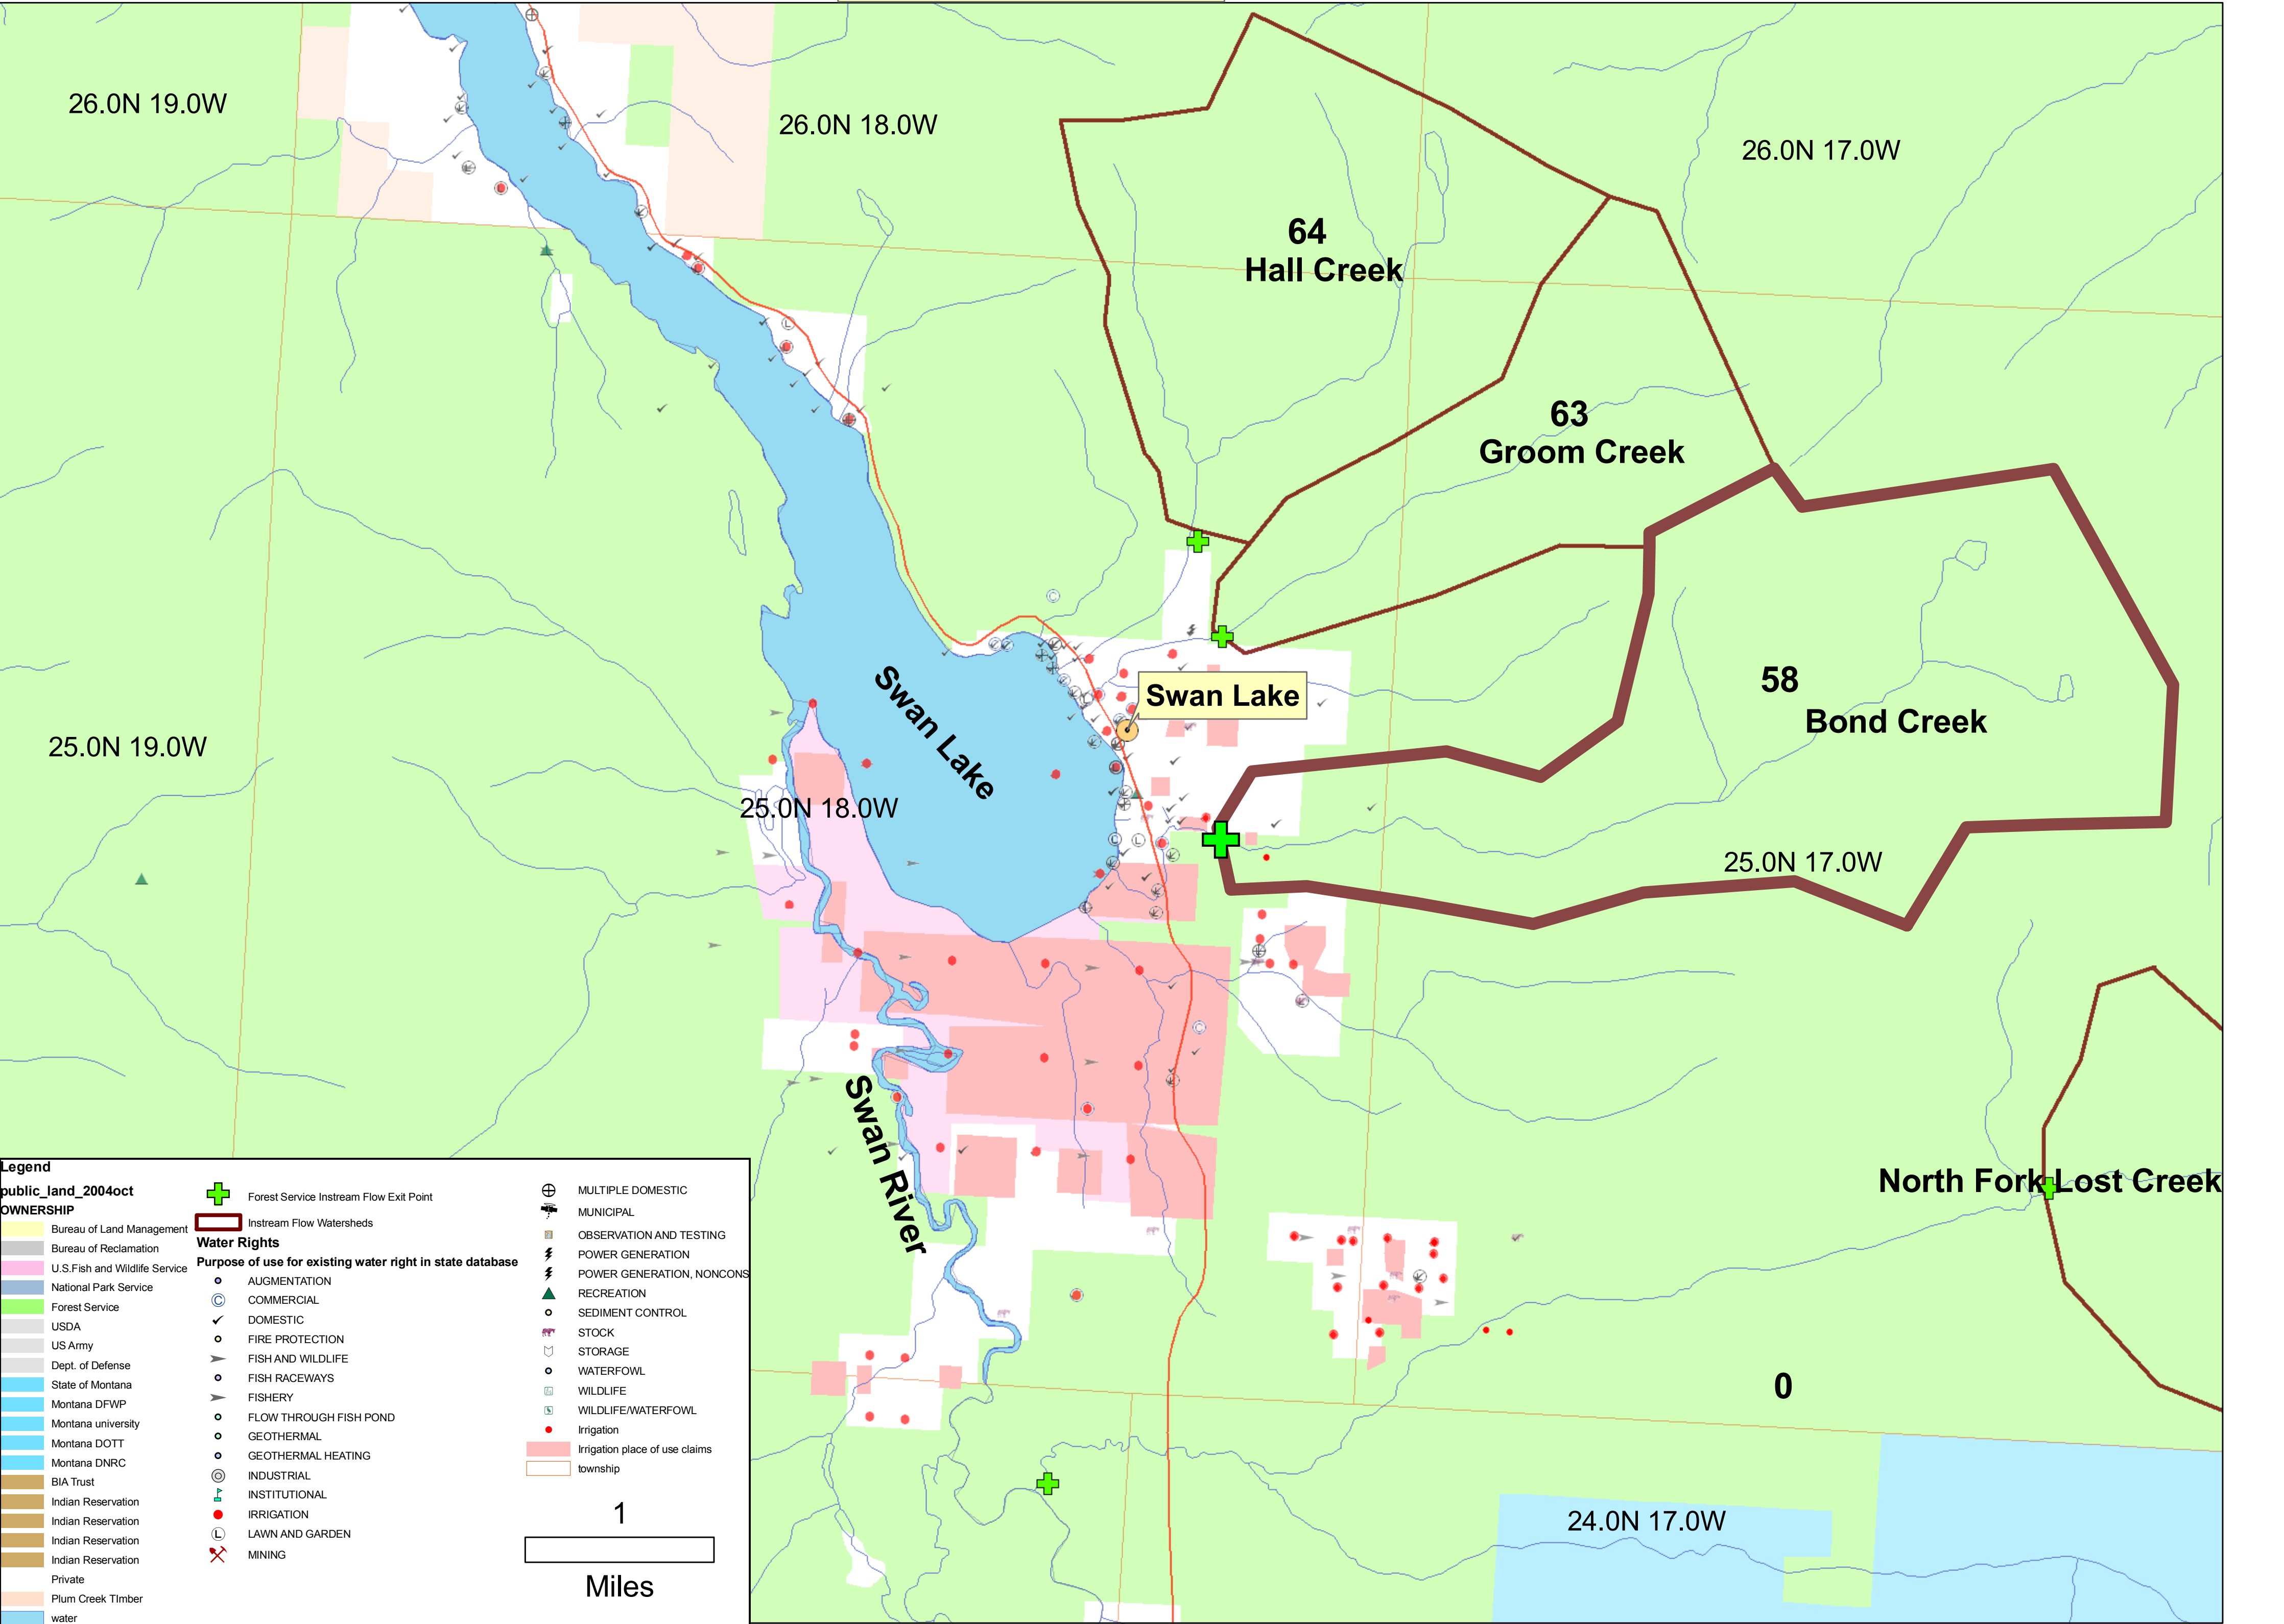 26.0N 19.0W
26.0N 18.0W
26.0N 17.0W
64
Hall Creek
63
Groom Creek
58
Bond Creek
Swan Lake
Swan Lake
25.0N 19.0W
25.0N 18.0W
25.0N 17.0W
Swan River
North Fork Lost Creek
0
24.0N 17.0W
Legend
public_land_2004oct
OWNERSHIP
Bureau of Land Management
Bureau of Reclamation
U.S.Fish and Wildlife Service
National Park Service
Forest Service
USDA
US Army
Dept. of Defense
State of Montana
Montana DFWP
Montana university
Montana DOTT
Montana DNRC
BIA Trust
Indian Reservation
Indian Reservation
Indian Reservation
Indian Reservation
Private
Plum Creek TImber
water
Forest Service Instream Flow Exit Point
Instream Flow Watersheds
Water Rights
Purpose of use for existing water right in state database
AUGMENTATION
C COMMERCIAL
DOMESTIC
FIRE PROTECTION
FISH AND WILDLIFE
FISH RACEWAYS
FISHERY
FLOW THROUGH FISH POND
GEOTHERMAL
GEOTHERMAL HEATING
INDUSTRIAL
INSTITUTIONAL
IRRIGATION
L LAWN AND GARDEN
MINING
MULTIPLE DOMESTIC
MUNICIPAL
OBSERVATION AND TESTING
POWER GENERATION
POWER GENERATION, NONCONS
RECREATION
SEDIMENT CONTROL
STOCK
STORAGE
WATERFOWL
WILDLIFE
WILDLIFE/WATERFOWL
Irrigation
Irrigation place of use claims
township
1
Miles